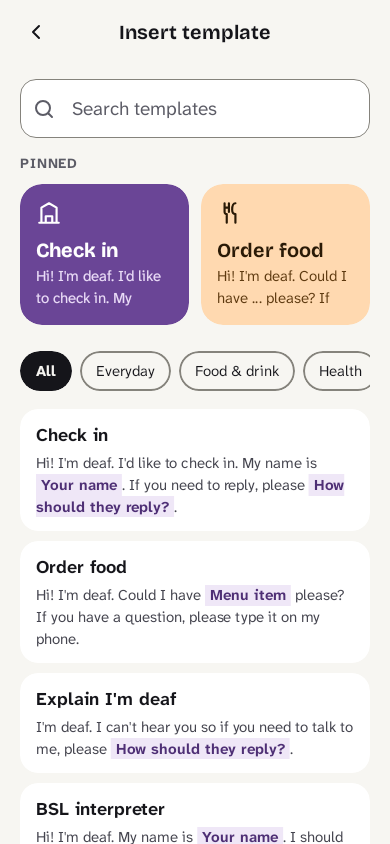 Insert template
Search templates
PINNED
Check in
Hi! I'm deaf. I'd like
to check in. My
Order food
Hi! I'm deaf. Could I
have ... please? If
All
Everyday
Food & drink
Health
Check in
Hi! I'm deaf. I'd like to check in. My name is
Your name . If you need to reply, please How
should they reply? .
Order food
Hi! I'm deaf. Could I have Menu item please?
If you have a question, please type it on my
phone.
Explain I'm deaf
I'm deaf. I can't hear you so if you need to talk to
me, please How should they reply? .
BSL interpreter
Hi! I'm deaf. My name is Your name . I should